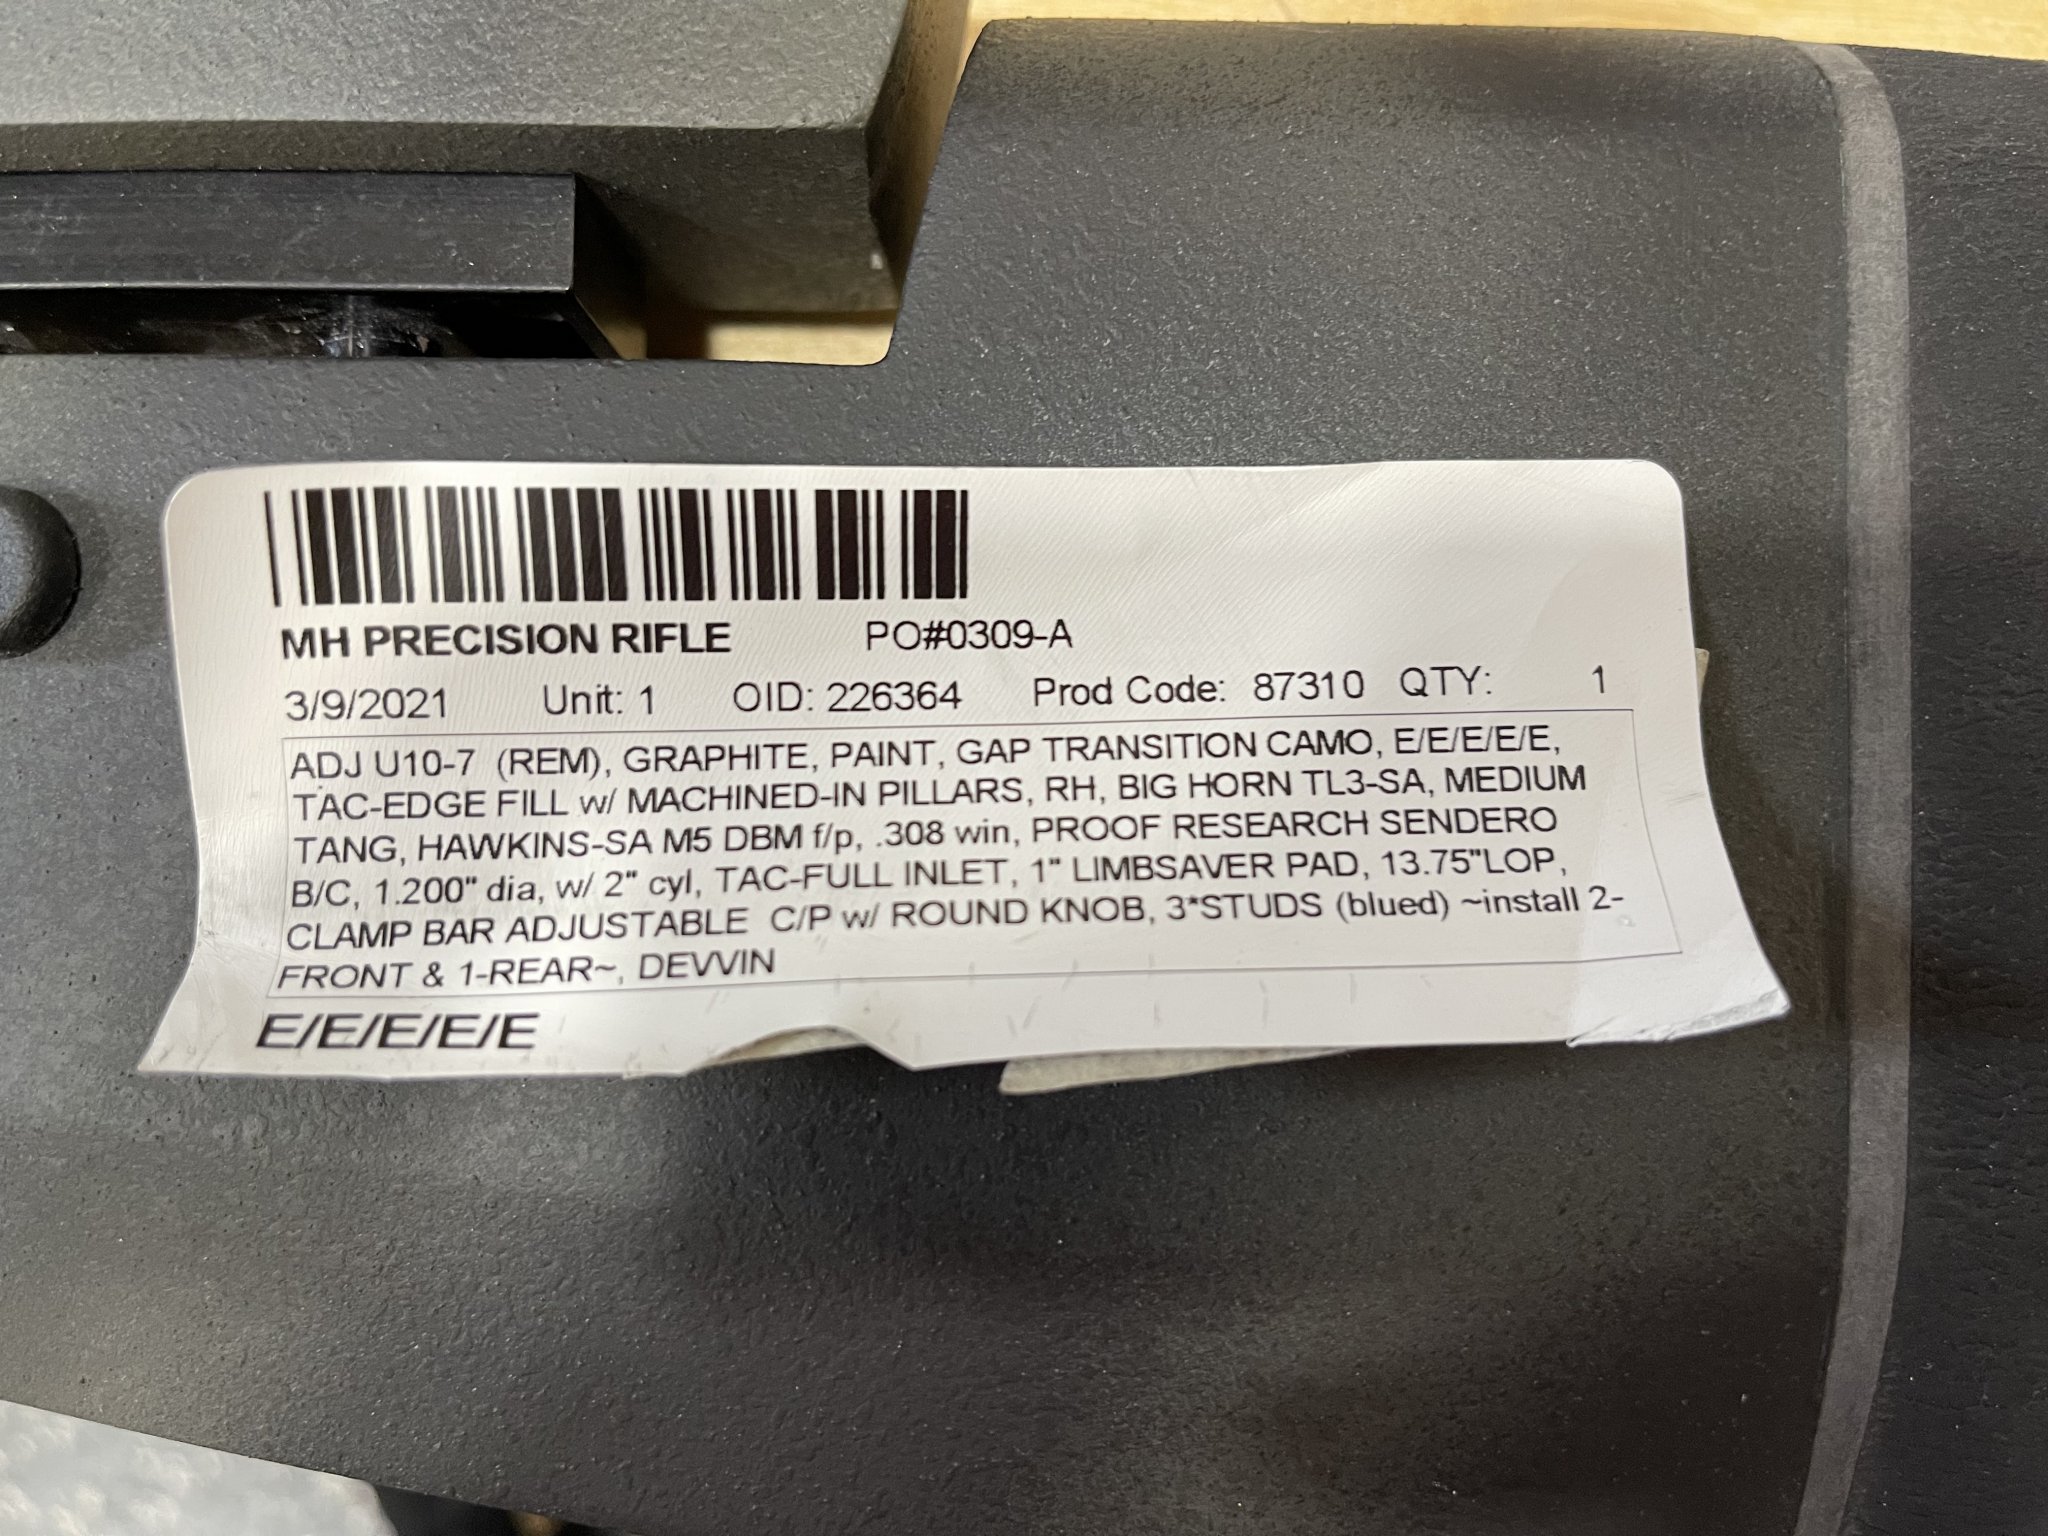 MH PRECISION RIFLE PO#0309-A
3/9/2021 Unit: 1 OID: 226364 Prod Code: 87310 QTY: 1
ADJ U10-7 (REM), GRAPHITE, PAINT, GAP TRANSITION CAMO, E/E/E/E/E,
TAC-EDGE FILL w/ MACHINED-IN PILLARS, RH, BIG HORN TL3-SA, MEDIUM
TANG, HAWKINS-SA M5 DBM f/p, .308 win, PROOF RESEARCH SENDERO
B/C, 1.200" dia, w/ 2" cyl, TAC-FULL INLET, 1" LIMBSAVER PAD, 13.75"LOP,
CLAMP BAR ADJUSTABLE C/P w/ ROUND KNOB, 3*STUDS (blued) ~install 2-
FRONT & 1-REAR~, DEVVIN
E/E/E/E/E